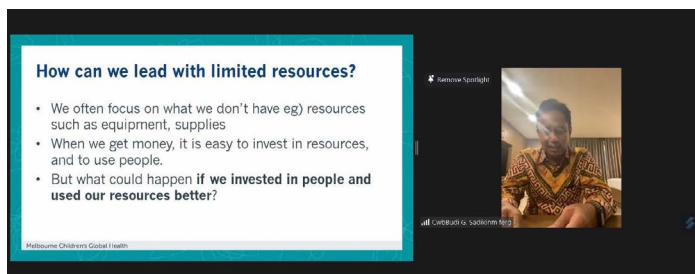 How can we lead with limited resources?
• We often focus on what we don't have eg) resources
such as equipment, supplies
• When we get money, it is easy to invest in resources,
and to use people.
• But what could happen if we invested in people and
used our resources better?
Melbourne Children's Global Health
Remove Spotlight
CwbBudi G. Sadikinm